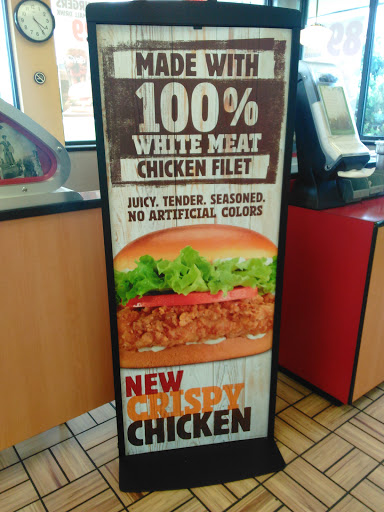 MADE WITH
100%
WHITE MEAT
CHICKEN FILET
JUICY. TENDER. SEASONED.
NO ARTIFICIAL COLORS
NEW
CRISPY
CHICKEN